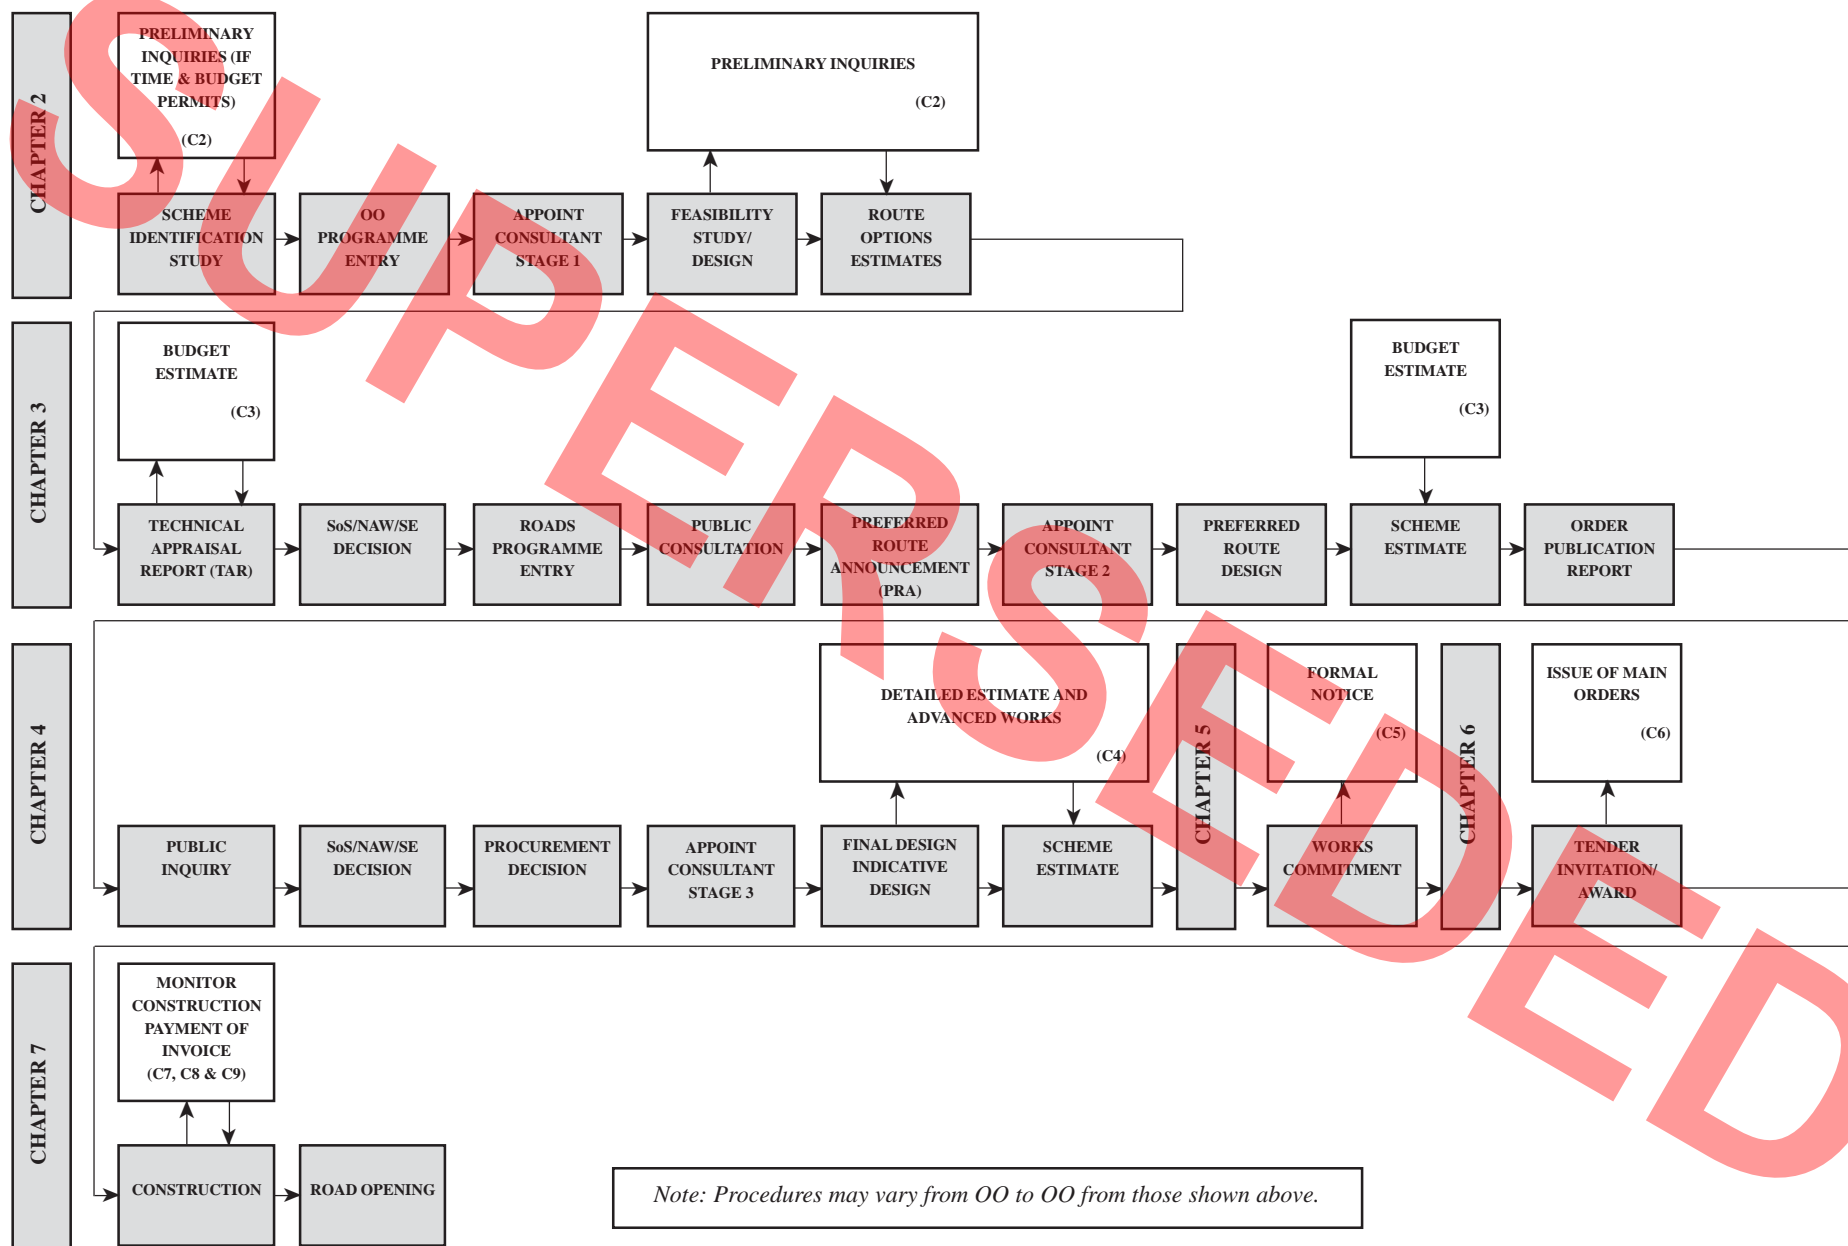 CHAPTER 2
PRELIMINARY
INQUIRIES (IF
TIME & BUDGET
PERMITS)
(C2)
PRELIMINARY INQUIRIES
(C2)
SCHEME
IDENTIFICATION
STUDY
OO
PROGRAMME
ENTRY
APPOINT
CONSULTANT
STAGE 1
FEASIBILITY
STUDY/
DESIGN
ROUTE
OPTIONS
ESTIMATES
CHAPTER 3
BUDGET
ESTIMATE
(C3)
BUDGET
ESTIMATE
(C3)
TECHNICAL
APPRAISAL
REPORT (TAR)
SoS/NAW/SE
DECISION
ROADS
PROGRAMME
ENTRY
PUBLIC
CONSULTATION
PREFERRED
ROUTE
ANNOUNCEMENT
(PRA)
APPOINT
CONSULTANT
STAGE 2
PREFERRED
ROUTE
DESIGN
SCHEME
ESTIMATE
ORDER
PUBLICATION
REPORT
CHAPTER 4
DETAILED ESTIMATE AND
ADVANCED WORKS
(C4)
CHAPTER 5
FORMAL
NOTICE
(C5)
CHAPTER 6
ISSUE OF MAIN
ORDERS
(C6)
PUBLIC
INQUIRY
SoS/NAW/SE
DECISION
PROCUREMENT
DECISION
APPOINT
CONSULTANT
STAGE 3
FINAL DESIGN
INDICATIVE
DESIGN
SCHEME
ESTIMATE
WORKS
COMMITMENT
TENDER
INVITATION/
AWARD
CHAPTER 7
MONITOR
CONSTRUCTION
PAYMENT OF
INVOICE
(C7, C8 & C9)
CONSTRUCTION
ROAD OPENING
Note: Procedures may vary from OO to OO from those shown above.
SUPERSEDED